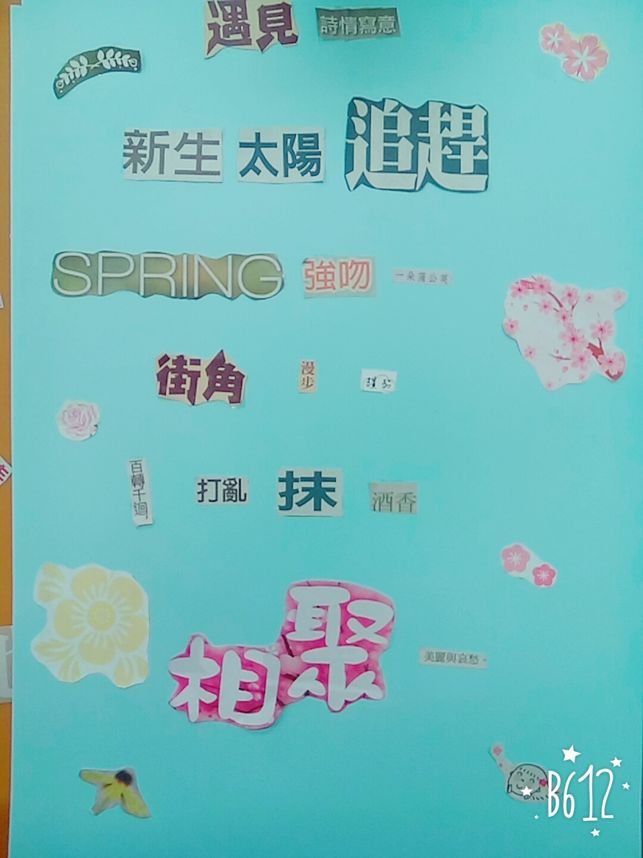 遇見 詩情寫意
新生 太陽 追趕
SPRING 強吻 一朵蒲公英
街角 漫步
百轉千迴 打亂 抹 酒香
相聚 美麗與哀愁。
B612